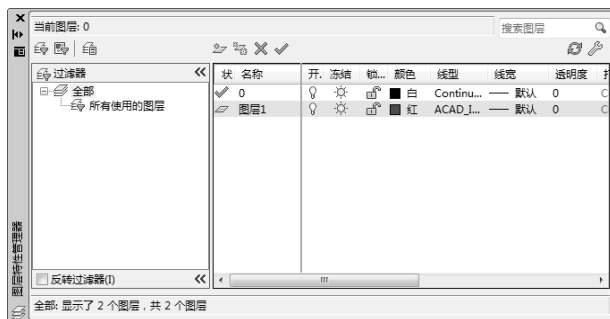 当前图层: 0
搜索图层
过滤器
全部
所有使用的图层
状 名称 开. 冻结 锁... 颜色 线型 线宽 透明度
0 白 Continu... 默认 0 C
图层1 红 ACAD_I... 默认 0 C
反转过滤器(I)
图层特性管理器
全部: 显示了 2 个图层，共 2 个图层